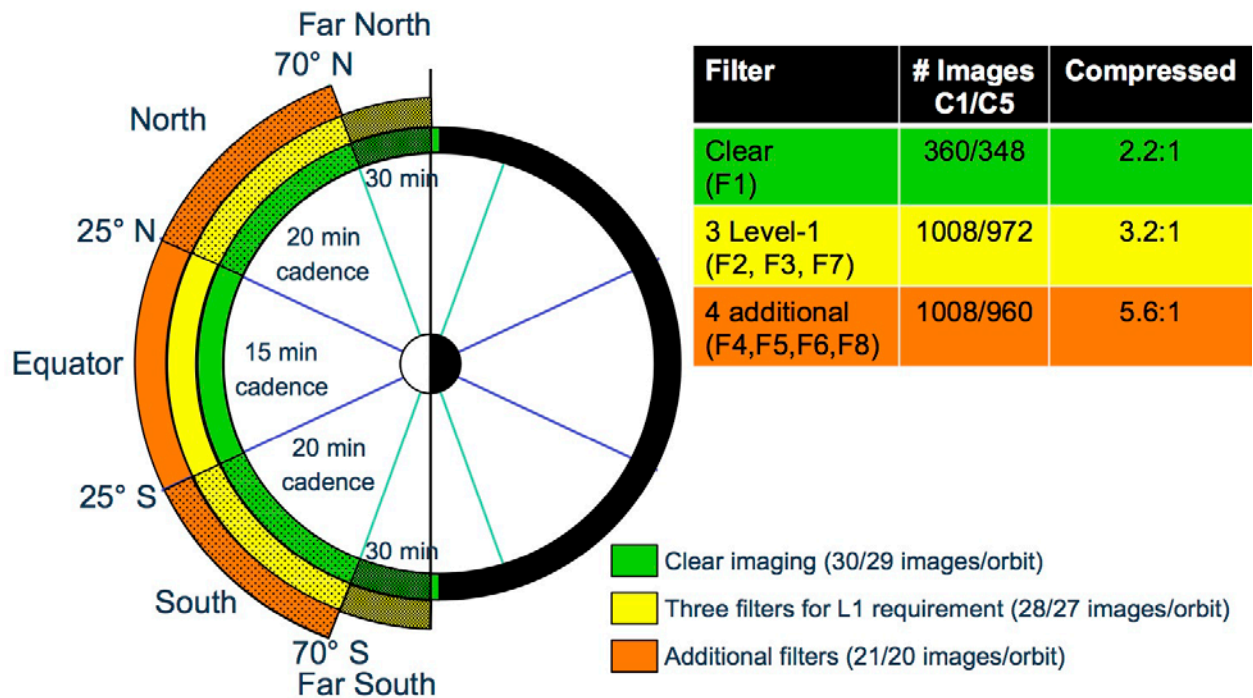 Far North
70° N
North
30 min
25° N
20 min
cadence
Equator
15 min
cadence
20 min
cadence
25° S
30 min
South
70° S
Far South
Filter
# Images
C1/C5
Compressed
Clear
(F1)
360/348
2.2:1
3 Level-1
(F2, F3, F7)
1008/972
3.2:1
4 additional
(F4,F5,F6,F8)
1008/960
5.6:1
Clear imaging (30/29 images/orbit)
Three filters for L1 requirement (28/27 images/orbit)
Additional filters (21/20 images/orbit)